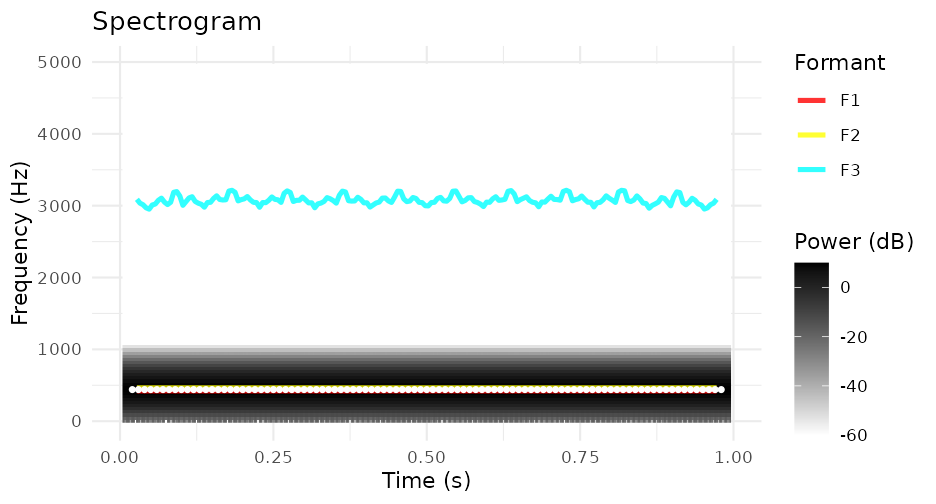 Spectrogram
5000
4000
3000
2000
1000
0
Frequency (Hz)
0.00 0.25 0.50 0.75 1.00
Time (s)
Formant
F1
F2
F3
Power (dB)
0
-20
-40
-60